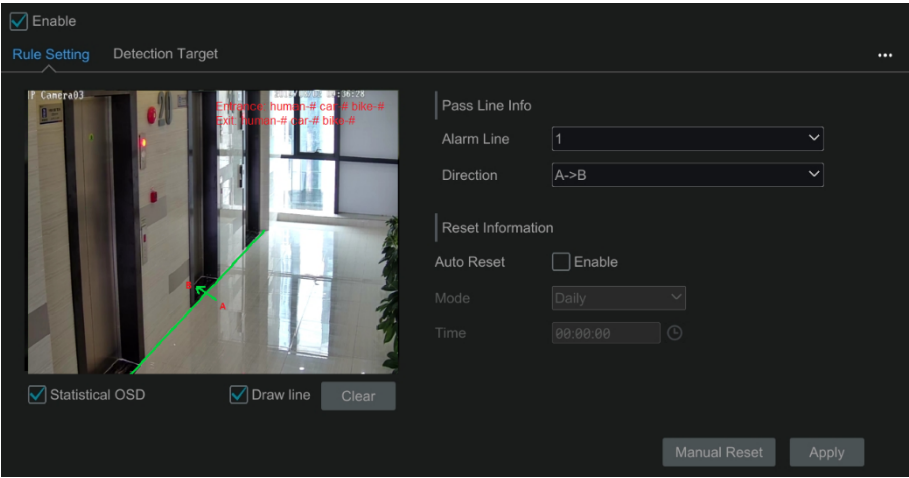 Enable
Rule Setting Detection Target
IP Camera03
Entrance: human-# car-# bike-#
Exit: human-# car-# bike-#
20
B
A
Statistical OSD
Draw line
Clear
Pass Line Info
Alarm Line 1
Direction A->B
Reset Information
Auto Reset Enable
Mode Daily
Time 00:00:00
Manual Reset Apply